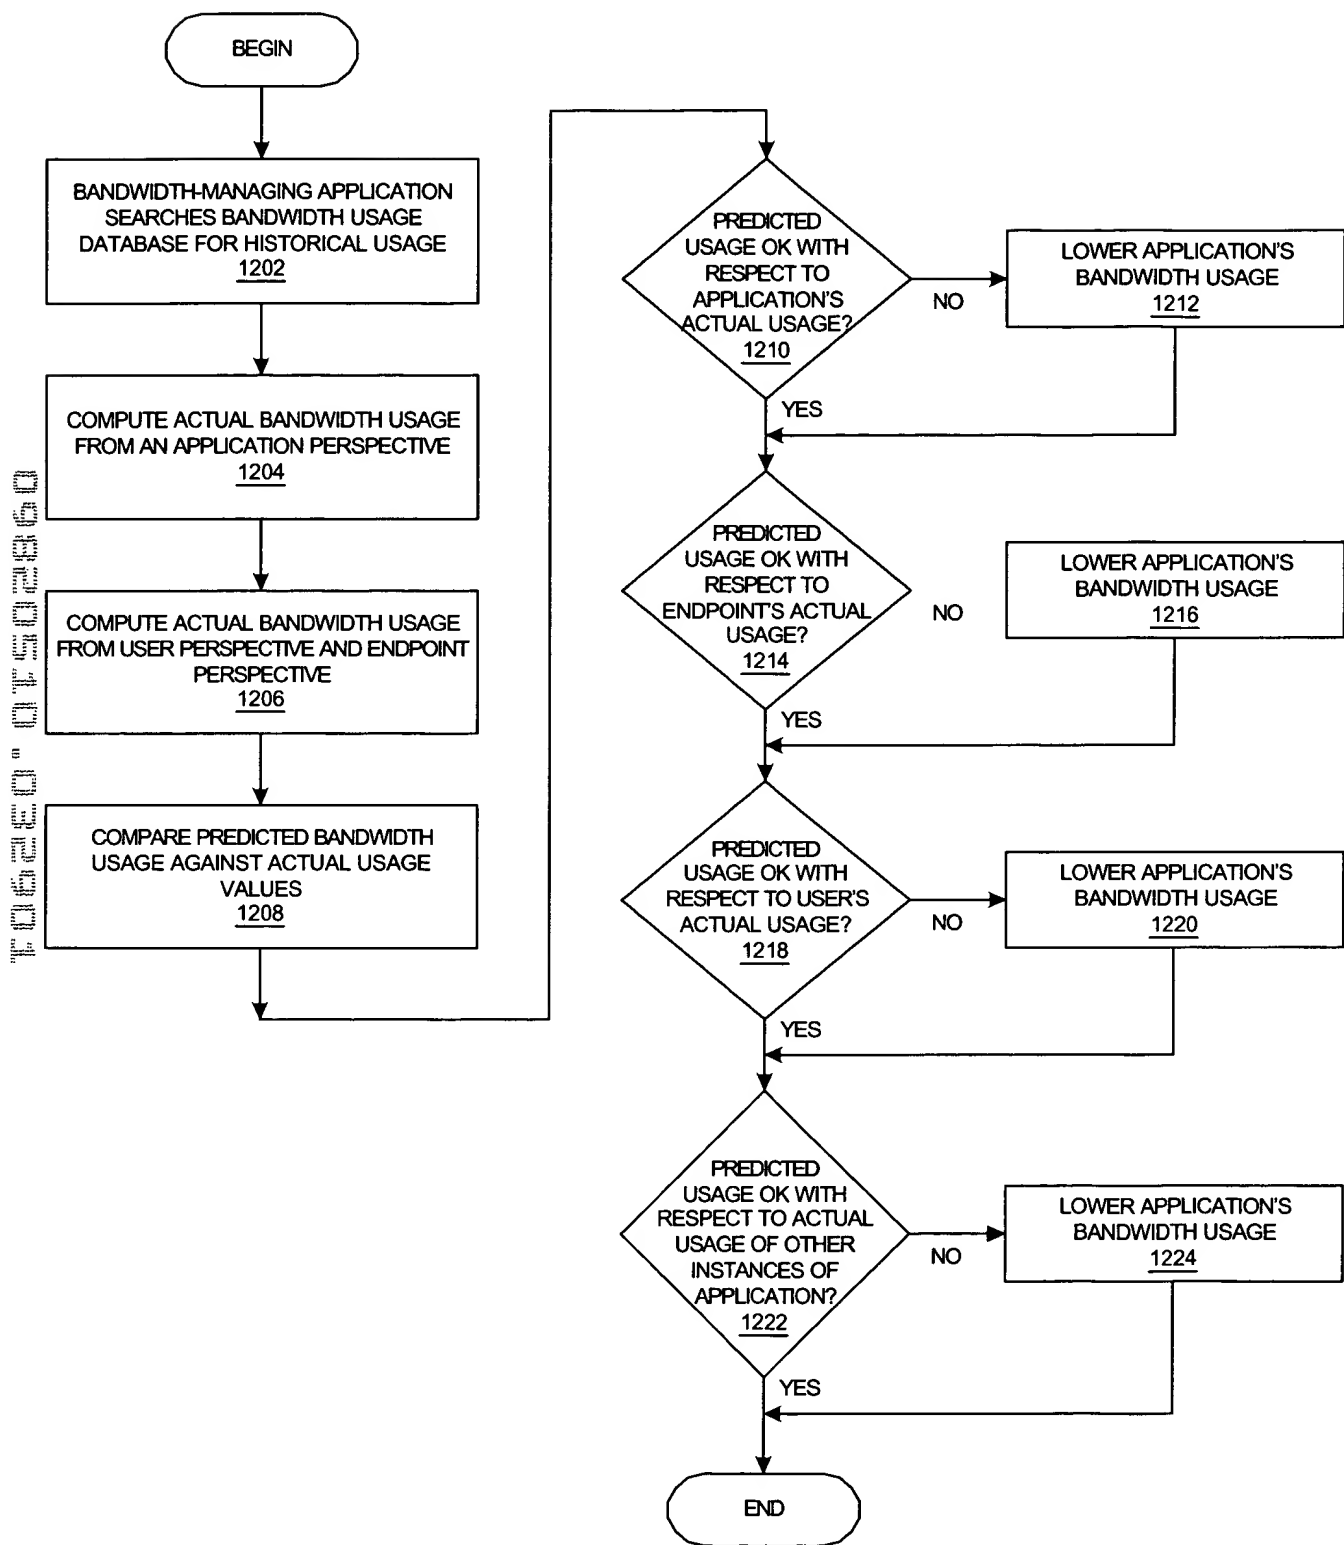 BEGIN
BANDWIDTH-MANAGING APPLICATION
SEARCHES BANDWIDTH USAGE
DATABASE FOR HISTORICAL USAGE
1202
COMPUTE ACTUAL BANDWIDTH USAGE
FROM AN APPLICATION PERSPECTIVE
1204
COMPUTE ACTUAL BANDWIDTH USAGE
FROM USER PERSPECTIVE AND ENDPOINT
PERSPECTIVE
1206
COMPARE PREDICTED BANDWIDTH
USAGE AGAINST ACTUAL USAGE
VALUES
1208
PREDICTED
USAGE OK WITH
RESPECT TO
APPLICATION'S
ACTUAL USAGE?
1210
NO
LOWER APPLICATION'S
BANDWIDTH USAGE
1212
YES
PREDICTED
USAGE OK WITH
RESPECT TO
ENDPOINT'S ACTUAL
USAGE?
1214
NO
LOWER APPLICATION'S
BANDWIDTH USAGE
1216
YES
PREDICTED
USAGE OK WITH
RESPECT TO USER'S
ACTUAL USAGE?
1218
NO
LOWER APPLICATION'S
BANDWIDTH USAGE
1220
YES
PREDICTED
USAGE OK WITH
RESPECT TO ACTUAL
USAGE OF OTHER
INSTANCES OF
APPLICATION?
1222
NO
LOWER APPLICATION'S
BANDWIDTH USAGE
1224
YES
END